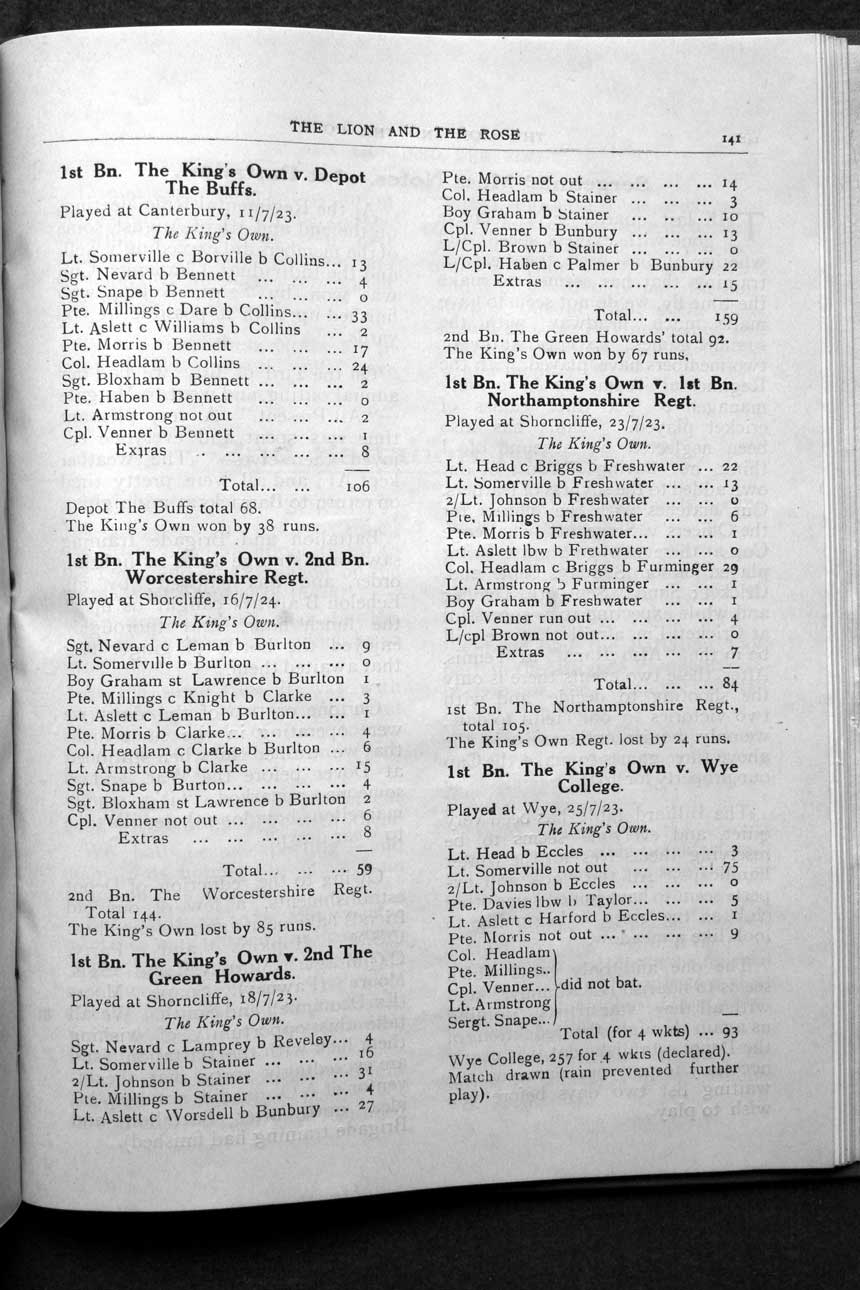 THE LION AND THE ROSE
141
1st Bn. The King's Own v. Depot
The Buffs.
Played at Canterbury, 11/7/23.
The King's Own.
Lt. Somerville c Borville b Collins... 13
Sgt. Nevard b Bennett ... ... ... 4
Sgt. Snape b Bennett ... ... ... 0
Pte. Millings c Dare b Collins... ... 33
Lt. Aslett c Williams b Collins ... 2
Pte. Morris b Bennett ... ... ... 17
Col. Headlam b Collins ... ... ... 24
Sgt. Bloxham b Bennett ... ... ... 2
Pte. Haben b Bennett ... ... ... 0
Lt. Armstrong not out ... ... ... 2
Cpl. Venner b Bennett ... ... ... 1
Extras .. ... ... ... ... 8
Total... ... 106
Depot The Buffs total 68.
The King's Own won by 38 runs.
1st Bn. The King's Own v. 2nd Bn.
Worcestershire Regt.
Played at Shorcliffe, 16/7/24.
The King's Own.
Sgt. Nevard c Leman b Burlton ... 9
Lt. Somerville b Burlton ... ... ... 0
Boy Graham st Lawrence b Burlton 1
Pte. Millings c Knight b Clarke ... 3
Lt. Aslett c Leman b Burlton... ... 1
Pte. Morris b Clarke... ... ... ... 4
Col. Headlam c Clarke b Burlton ... 6
Lt. Armstrong b Clarke ... ... ... 15
Sgt. Snape b Burton... ... ... ... 4
Sgt. Bloxham st Lawrence b Burlton 2
Cpl. Venner not out ... ... ... ... 6
Extras ... ... ... ... ... 8
Total... ... ... 59
2nd Bn. The Worcestershire Regt.
Total 144.
The King's Own lost by 85 runs.
1st Bn. The King's Own v. 2nd The
Green Howards.
Played at Shorncliffe, 18/7/23.
The King's Own.
Sgt. Nevard c Lamprey b Reveley... 4
Lt. Somerville b Stainer ... ... ... 16
2/Lt. Johnson b Stainer ... ... ... 31
Pte. Millings b Stainer ... ... ... 4
Lt. Aslett c Worsdell b Bunbury ... 27
Pte. Morris not out ... ... ... ... 14
Col. Headlam b Stainer ... ... ... 3
Boy Graham b Stainer ... .. ... 10
Cpl. Venner b Bunbury ... ... ... 13
L/Cpl. Brown b Stainer ... ... ... 0
L/Cpl. Haben c Palmer b Bunbury 22
Extras ... ... ... ... ... 15
Total... ... 159
2nd Bn. The Green Howards' total 92.
The King's Own won by 67 runs.
1st Bn. The King's Own v. 1st Bn.
Northamptonshire Regt.
Played at Shorncliffe, 23/7/23.
The King's Own.
Lt. Head c Briggs b Freshwater ... 22
Lt. Somerville b Freshwater ... ... 13
2/Lt. Johnson b Freshwater ... ... 0
Pte. Millings b Freshwater ... ... 6
Pte. Morris b Freshwater... ... ... 1
Lt. Aslett lbw b Frethwater ... ... 0
Col. Headlam c Briggs b Furminger 29
Lt. Armstrong b Furminger ... ... 1
Boy Graham b Freshwater ... ... 1
Cpl. Venner run out ... ... ... ... 4
L/cpl Brown not out... ... ... ... 0
Extras ... ... ... ... ... 7
Total... ... ... 84
1st Bn. The Northamptonshire Regt.,
total 105.
The King's Own Regt. lost by 24 runs.
1st Bn. The King's Own v. Wye
College.
Played at Wye, 25/7/23.
The King's Own.
Lt. Head b Eccles ... ... ... ... 3
Lt. Somerville not out ... ... ... 75
2/Lt. Johnson b Eccles ... ... ... 0
Pte. Davies lbw b Taylor... ... ... 5
Lt. Aslett c Harford b Eccles... ... 1
Pte. Morris not out ... ... ... ... 9
Col. Headlam
Pte. Millings..
Cpl. Venner... did not bat.
Lt. Armstrong
Sergt. Snape...
Total (for 4 wkts) ... 93
Wye College, 257 for 4 wkts (declared).
Match drawn (rain prevented further
play).